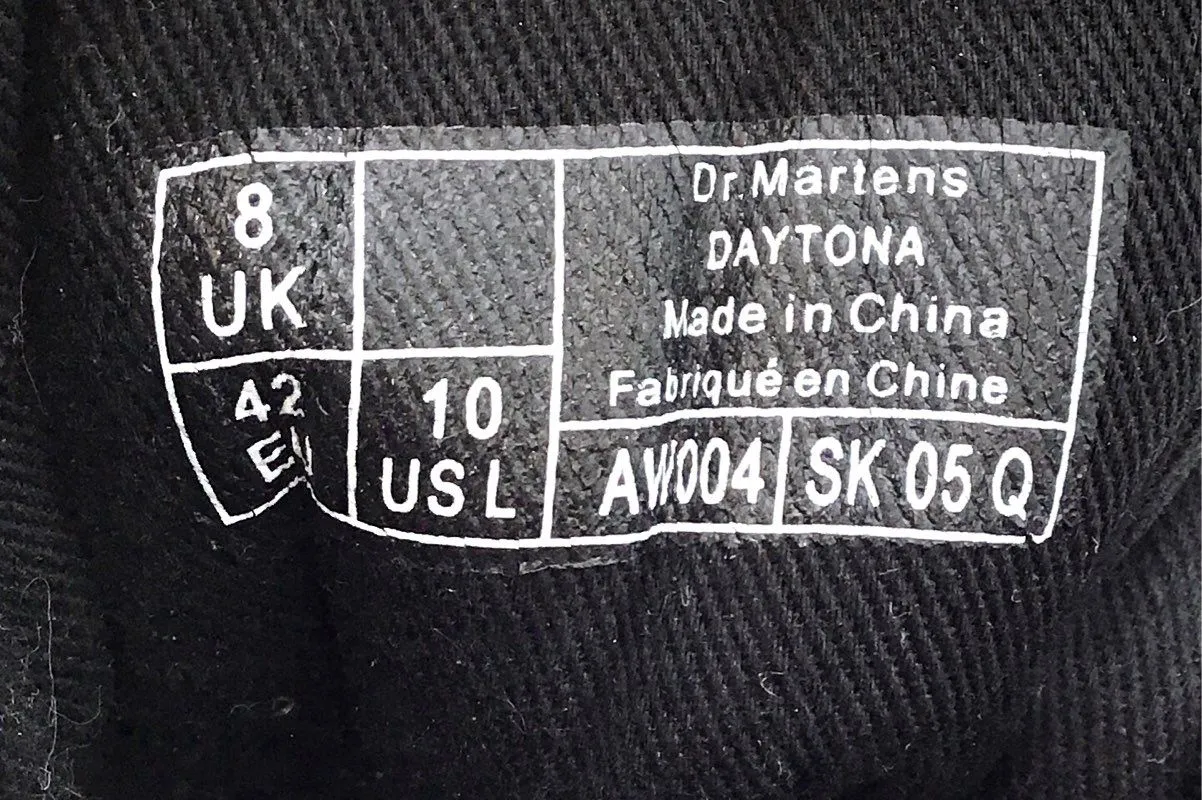 8
UK
42
EU
10
US L
Dr. Martens
DAYTONA
Made in China
Fabriqué en Chine
AW004
SK 05 Q